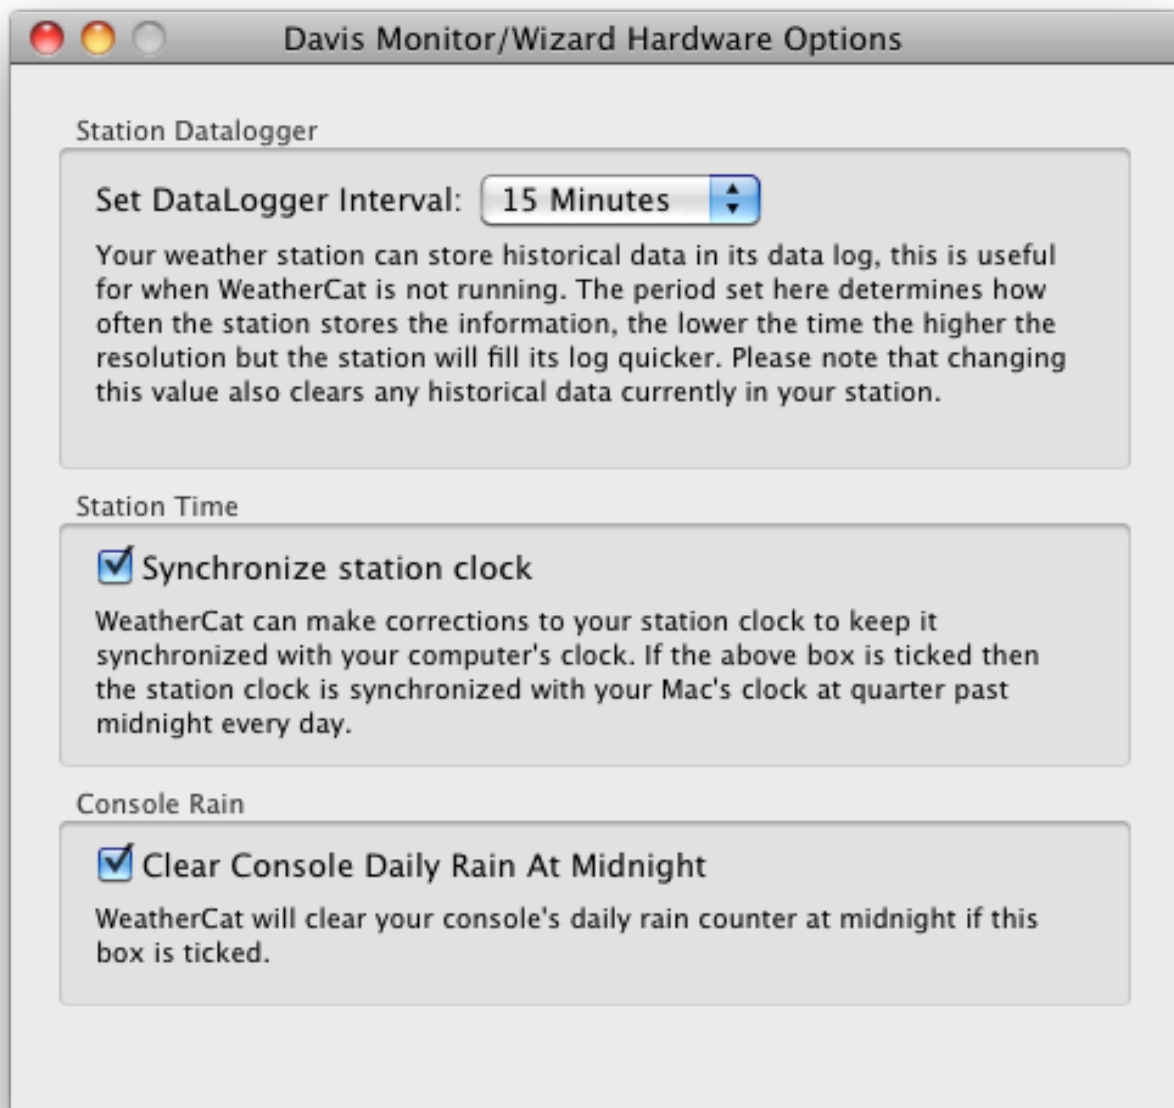 Davis Monitor/Wizard Hardware Options
Station Datalogger
Set DataLogger Interval: 15 Minutes
Your weather station can store historical data in its data log, this is useful
for when WeatherCat is not running. The period set here determines how
often the station stores the information, the lower the time the higher the
resolution but the station will fill its log quicker. Please note that changing
this value also clears any historical data currently in your station.
Station Time
Synchronize station clock
WeatherCat can make corrections to your station clock to keep it
synchronized with your computer's clock. If the above box is ticked then
the station clock is synchronized with your Mac's clock at quarter past
midnight every day.
Console Rain
Clear Console Daily Rain At Midnight
WeatherCat will clear your console's daily rain counter at midnight if this
box is ticked.